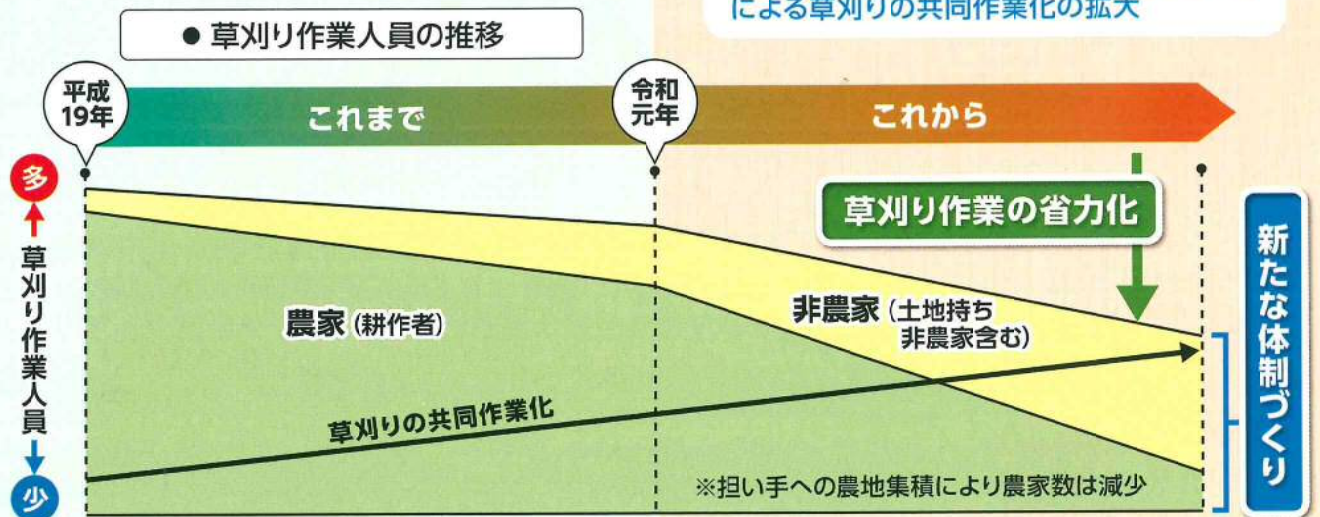 による草刈りの共同作業化の拡大
● 草刈り作業人員の推移
平成
19年
これまで
令和
元年
これから
多
草刈り作業人員
少
草刈り作業の省力化
農家 (耕作者)
非農家 (土地持ち
非農家含む)
草刈りの共同作業化
※担い手への農地集積により農家数は減少
新たな体制づくり